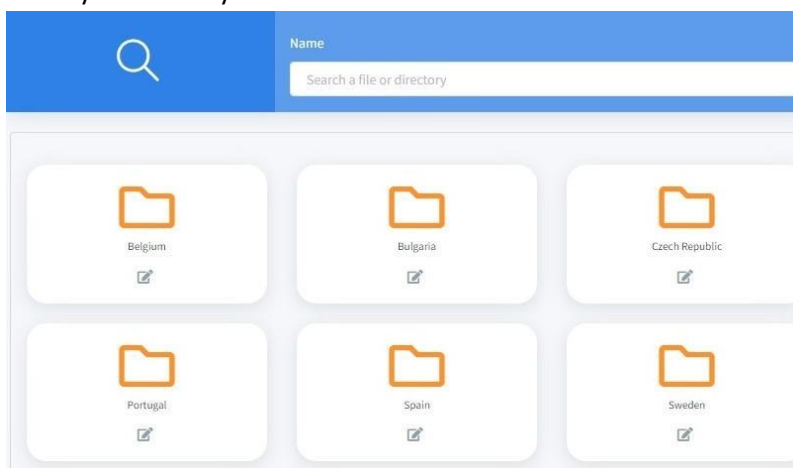 Name
Search a file or directory
Belgium
Bulgaria
Czech Republic
Portugal
Spain
Sweden